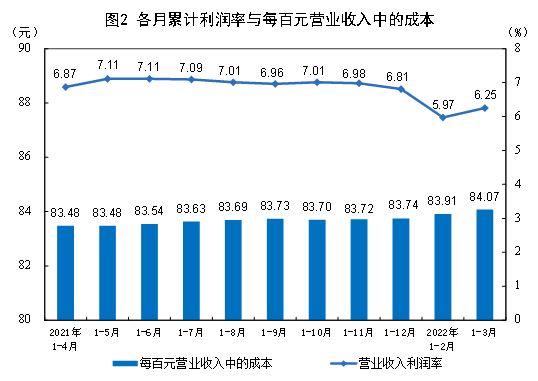 图2 各月累计利润率与每百元营业收入中的成本
(元)
(%)
90
88
86
84
82
80
8
7
6
5
4
3
2
1
0
6.87 7.11 7.11 7.09 7.01 6.96 7.01 6.98 6.81 5.97 6.25
83.48 83.48 83.54 83.63 83.69 83.73 83.70 83.72 83.74 83.91 84.07
2021年 1-4月 1-5月 1-6月 1-7月 1-8月 1-9月 1-10月 1-11月 1-12月 2022年 1-2月 1-3月
每百元营业收入中的成本 营业收入利润率